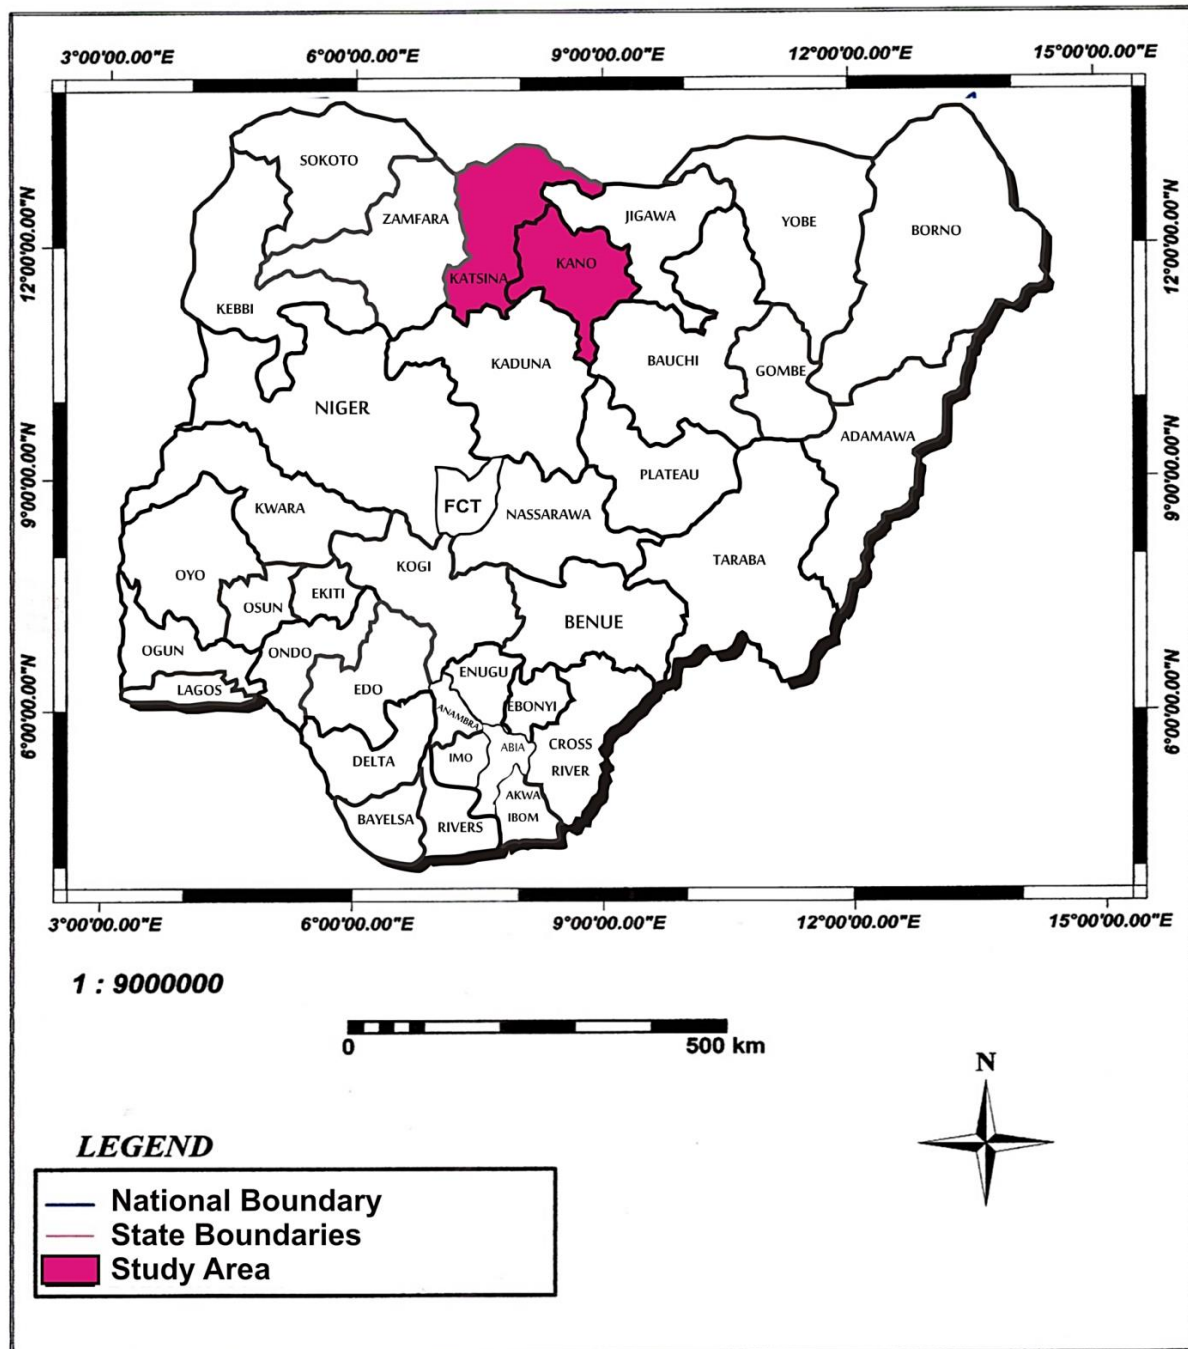 3°00'00.00"E 6°00'00.00"E 9°00'00.00"E 12°00'00.00"E 15°00'00.00"E
12°00'00.00"N
9°00'00.00"N
6°00'00.00"N
12°00'00.00"N
9°00'00.00"N
6°00'00.00"N
SOKOTO
ZAMFARA
JIGAWA
YOBE
BORNO
KATSINA
KANO
KEBBI
KADUNA
BAUCHI
GOMBE
NIGER
ADAMAWA
PLATEAU
KWARA
FCT
NASSARAWA
TARABA
OYO
KOGI
OSUN
EKITI
BENUE
OGUN
ONDO
LAGOS
EDO
ENUGU
EBONYI
ANAMBRA
DELTA
IMO
ABIA
CROSS
RIVER
BAYELSA
RIVERS
AKWA
IBOM
3°00'00.00"E 6°00'00.00"E 9°00'00.00"E 12°00'00.00"E 15°00'00.00"E
1 : 9000000
0 500 km
N
LEGEND
National Boundary
State Boundaries
Study Area